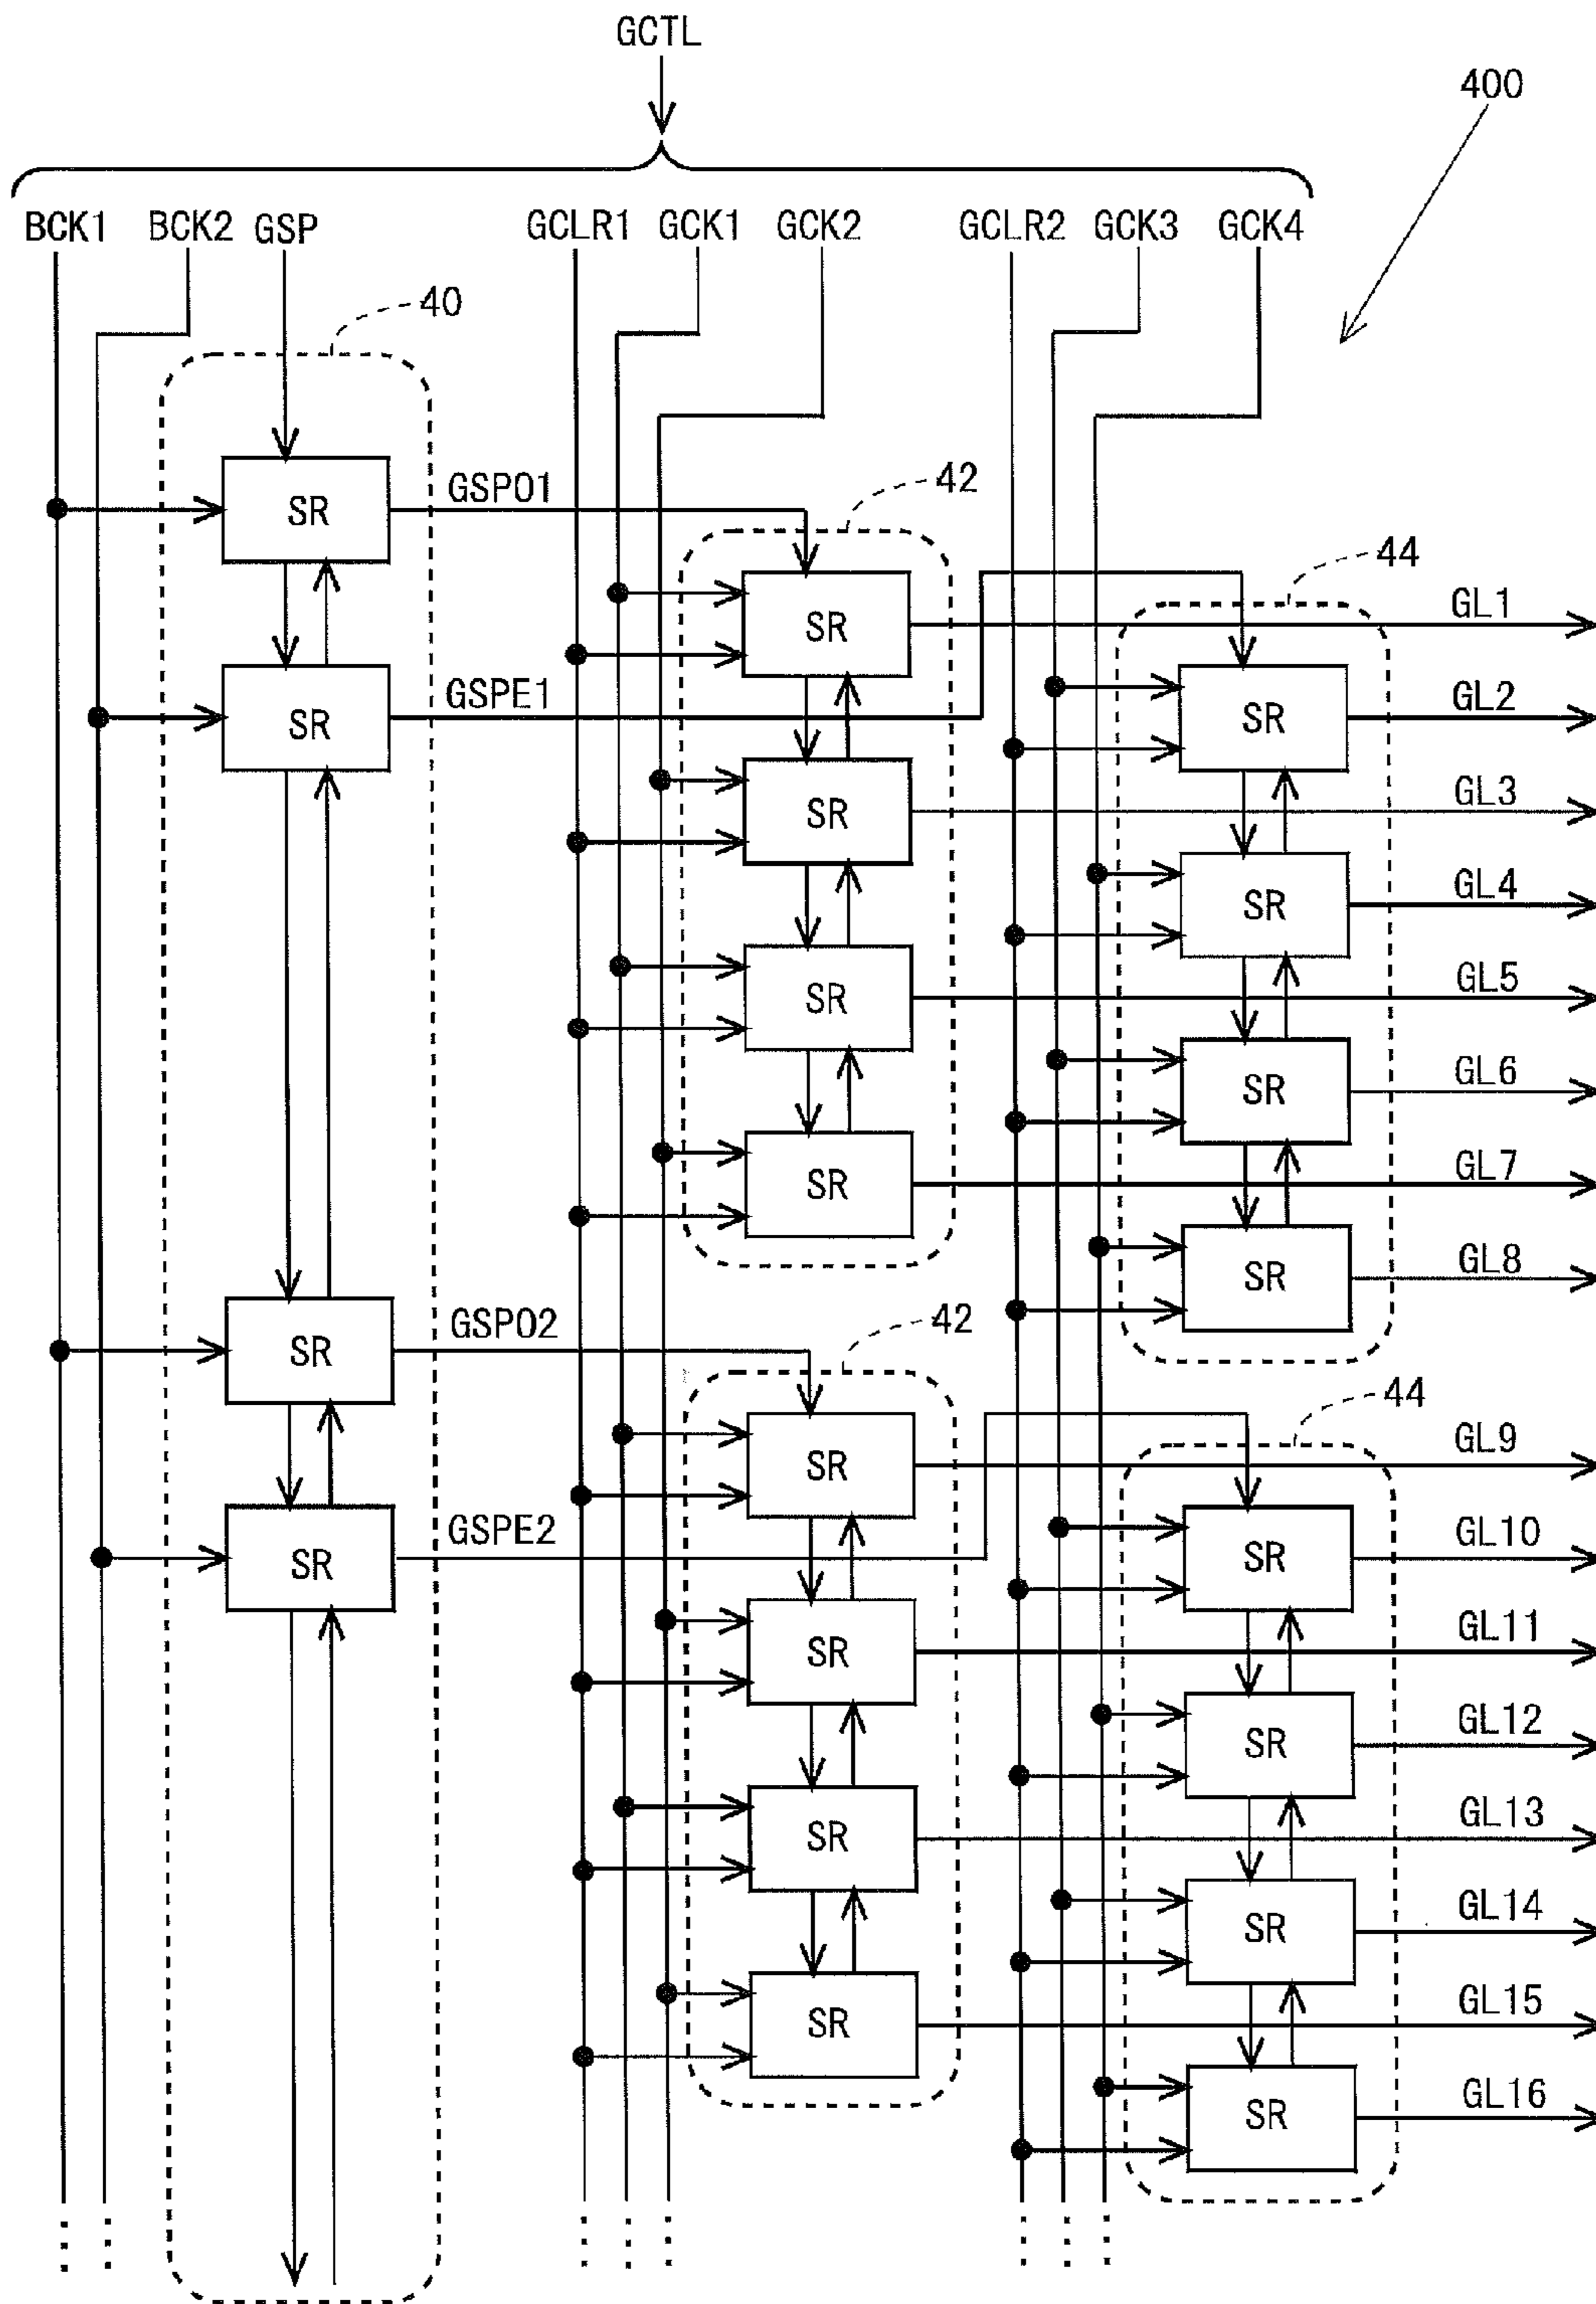 GCTL
400
BCK1 BCK2 GSP GCLR1 GCK1 GCK2 GCLR2 GCK3 GCK4
40
42
SR GSPO1
44
SR GL1
SR GSPE1 SR GL2
SR GL3
SR GL4
SR GL5
SR GL6
SR GL7
SR GL8
42
SR GSPO2
44
SR GL9
SR GSPE2 SR GL10
SR GL11
SR GL12
SR GL13
SR GL14
SR GL15
SR GL16